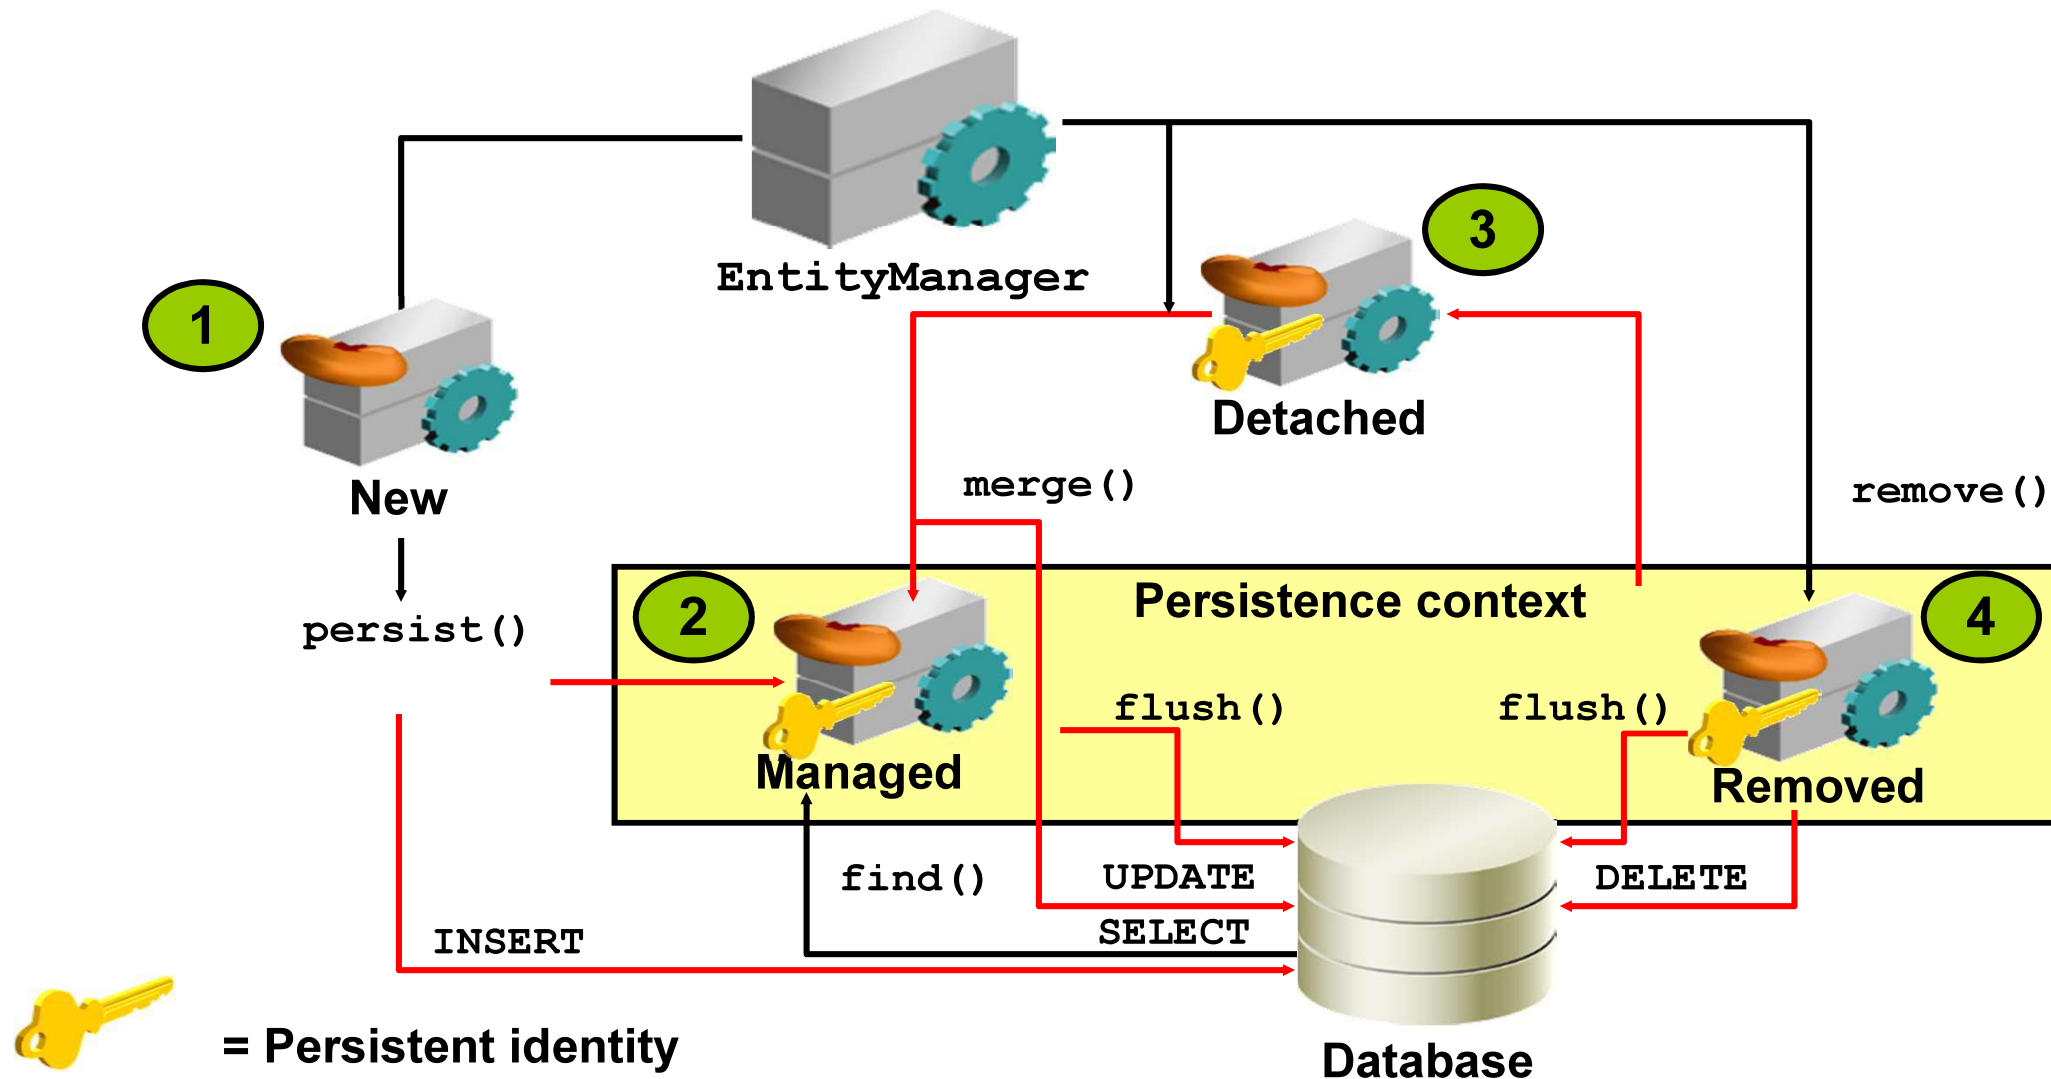 EntityManager
1
3
Detached
New
merge()
remove()
persist()
2
Persistence context
4
flush()
flush()
Managed
Removed
find()
UPDATE
DELETE
SELECT
INSERT
= Persistent identity
Database